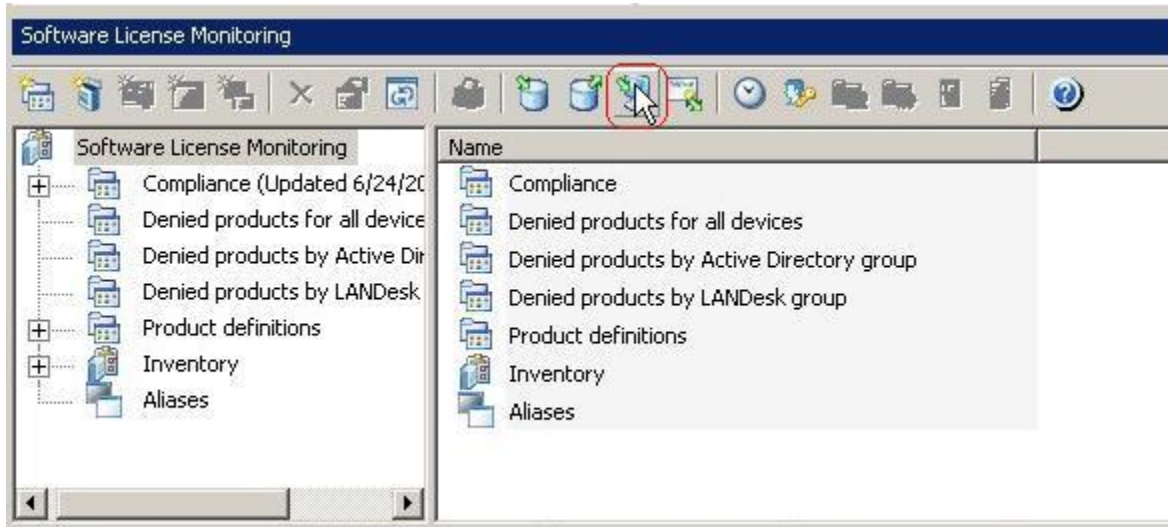 Software License Monitoring
Software License Monitoring
Compliance (Updated 6/24/20
Denied products for all device
Denied products by Active Dir
Denied products by LANDesk
Product definitions
Inventory
Aliases
Name
Compliance
Denied products for all devices
Denied products by Active Directory group
Denied products by LANDesk group
Product definitions
Inventory
Aliases